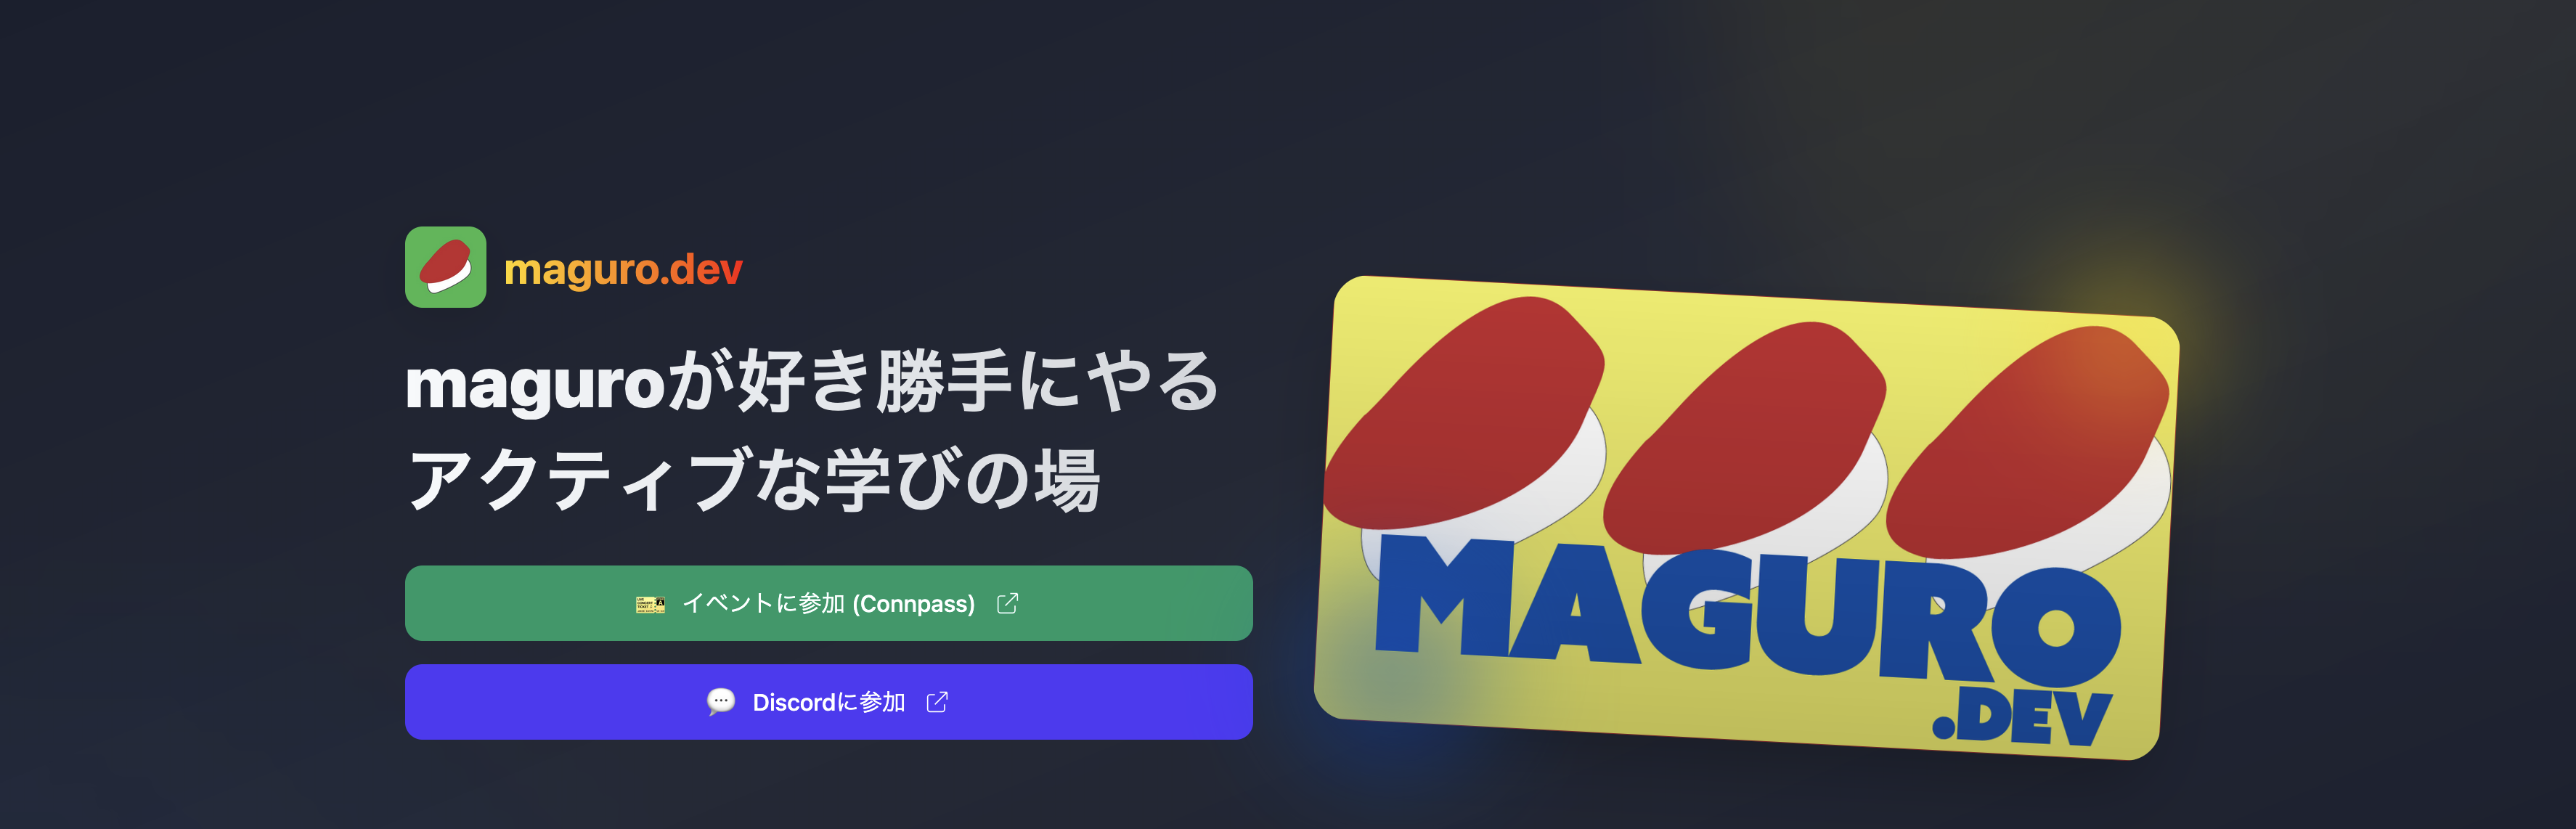 maguro.dev
maguroが好き勝手にやる
アクティブな学びの場
イベントに参加 (Connpass)
Discordに参加
MAGURO
.DEV